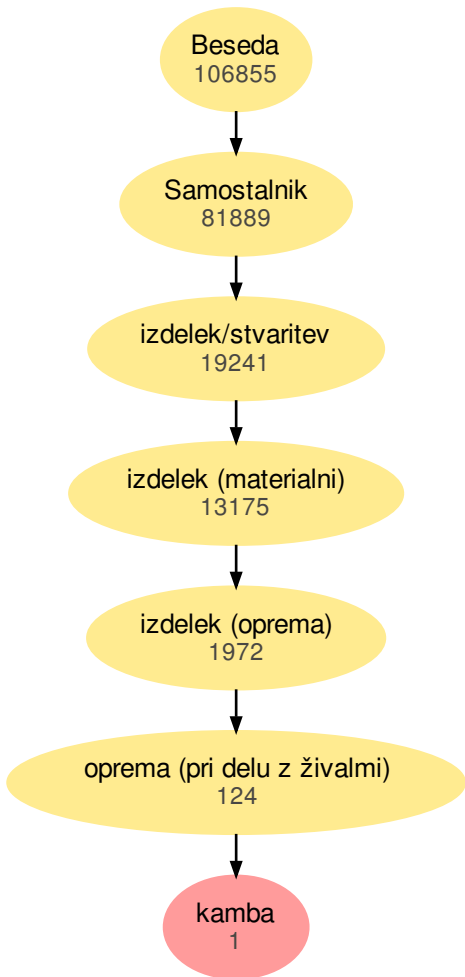 Beseda
106855
Samostalnik
81889
izdelek/stvaritev
19241
izdelek (materialni)
13175
izdelek (oprema)
1972
oprema (pri delu z živalmi)
124
kamba
1